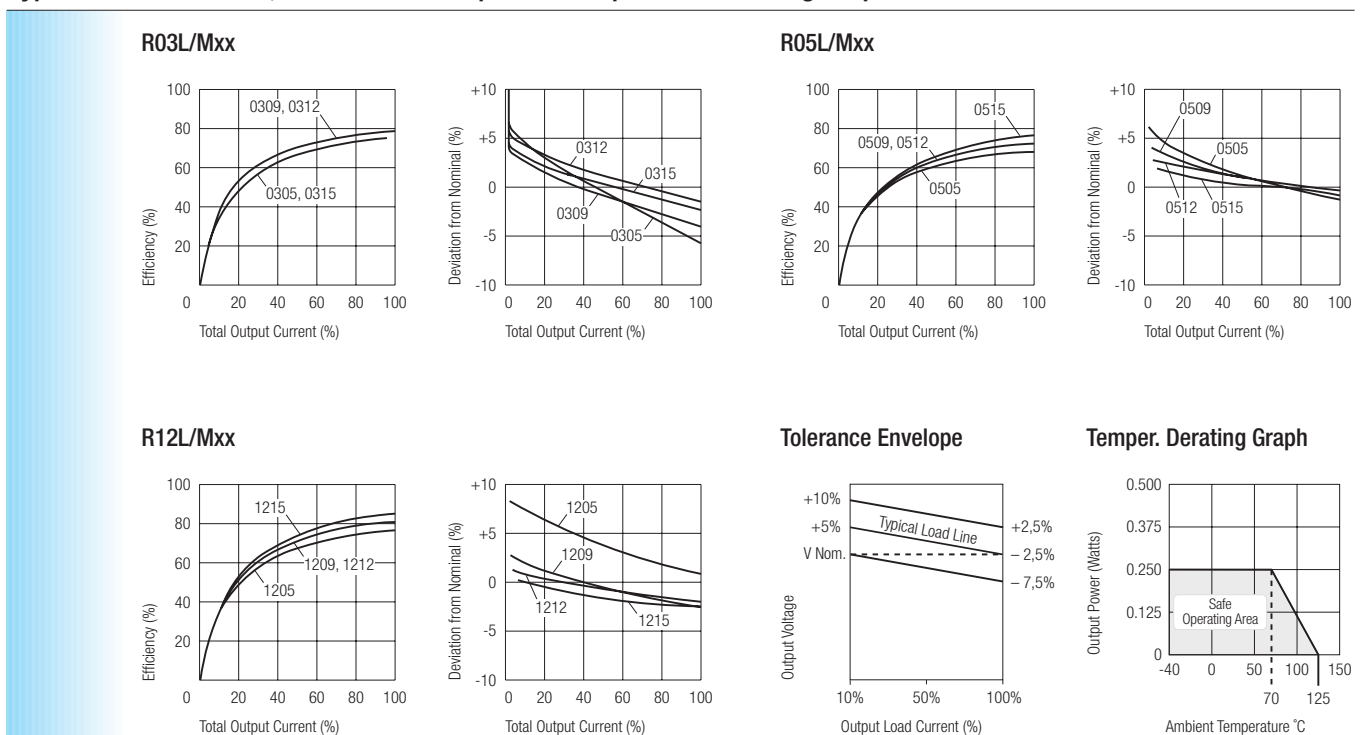 R03L/Mxx
R05L/Mxx
100
80
60
40
20
0
20 40 60 80 100
Efficiency (%)
Total Output Current (%)
0309, 0312
0305, 0315
+10
+5
0
-5
-10
0 20 40 60 80 100
Deviation from Nominal (%)
Total Output Current (%)
0312
0315
0309
0305
100
80
60
40
20
0
20 40 60 80 100
Efficiency (%)
Total Output Current (%)
0515
0509, 0512
0505
+10
+5
0
-5
-10
0 20 40 60 80 100
Deviation from Nominal (%)
Total Output Current (%)
0509
0505
0512
0515
R12L/Mxx
Tolerance Envelope
Temper. Derating Graph
100
80
60
40
20
0
20 40 60 80 100
Efficiency (%)
Total Output Current (%)
1215
1209, 1212
1205
+10
+5
0
-5
-10
0 20 40 60 80 100
Deviation from Nominal (%)
Total Output Current (%)
1205
1209
1212
1215
+10%
+5%
V Nom.
Typical Load Line
+2,5%
– 2,5%
– 7,5%
Output Voltage
10% 50% 100%
Output Load Current (%)
0.500
0.375
0.250
0.125
0
Output Power (Watts)
Safe
Operating Area
-40 0 50 100 150
70 125
Ambient Temperature °C